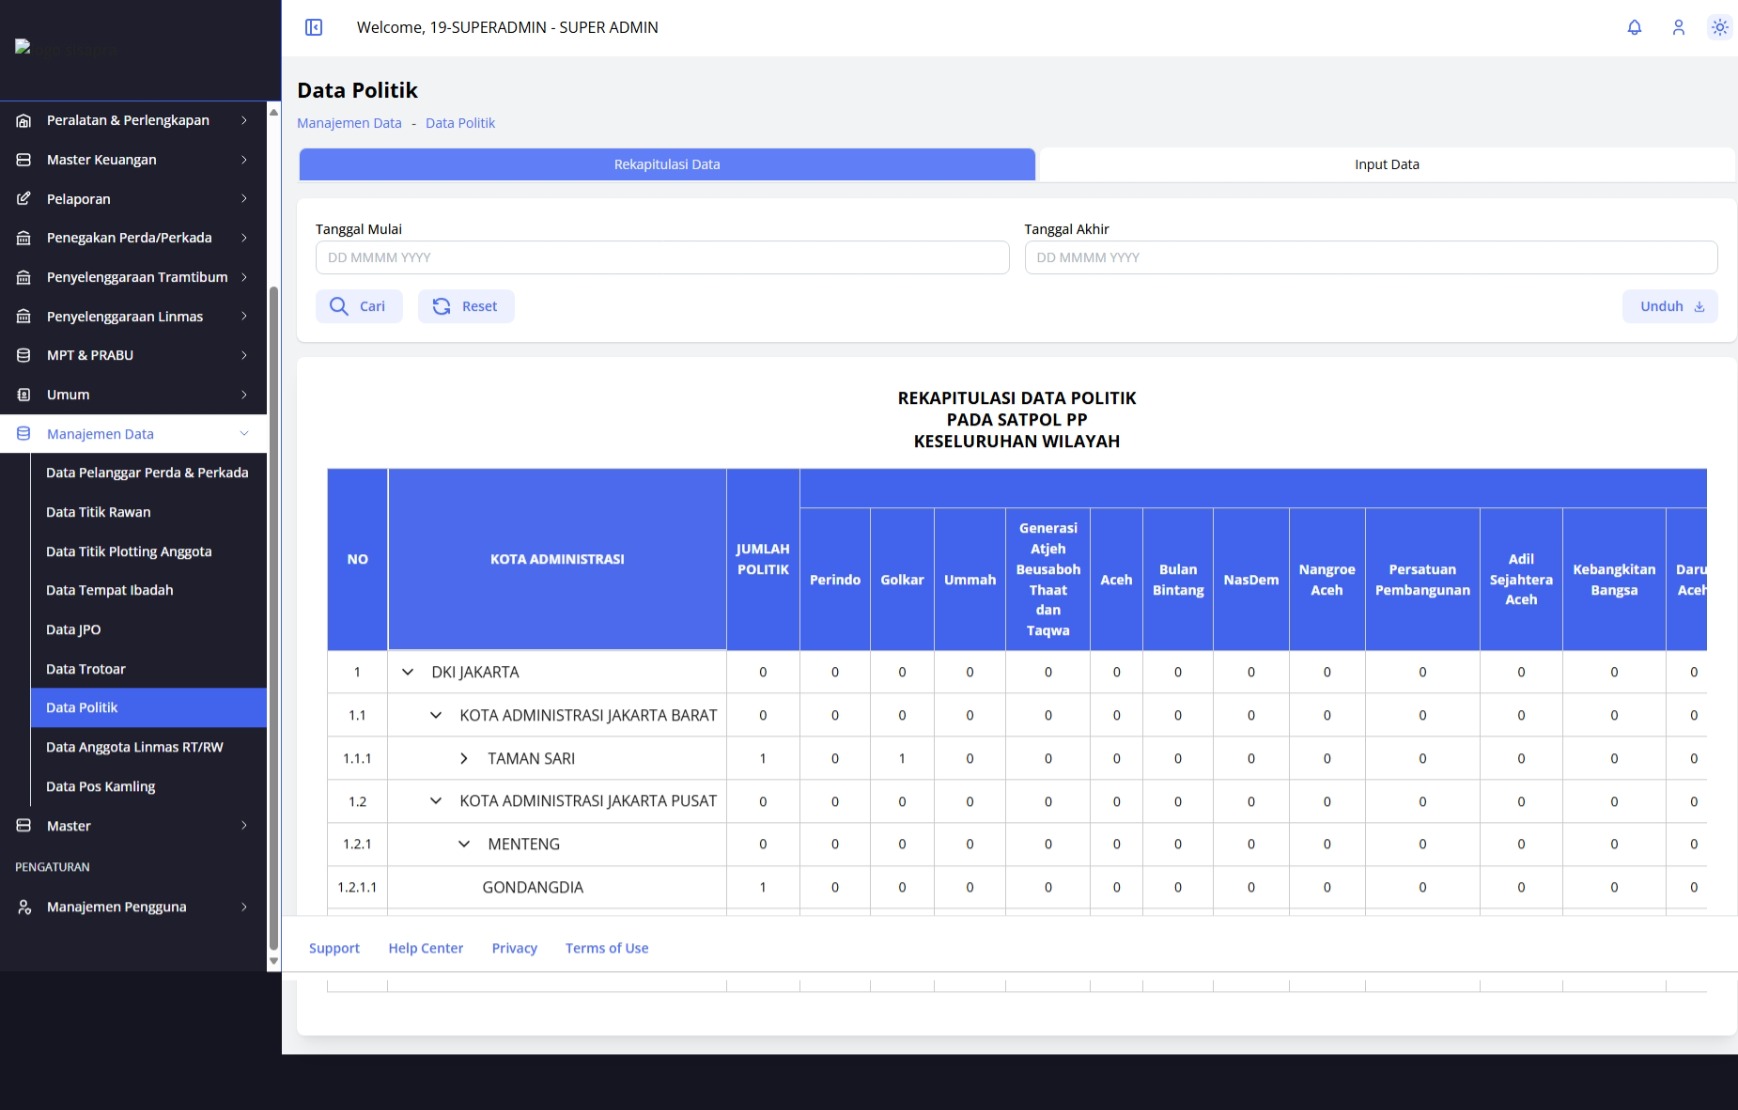 Welcome, 19-SUPERADMIN - SUPER ADMIN
Peralatan & Perlengkapan
Master Keuangan
Pelaporan
Penegakan Perda/Perkada
Penyelenggaraan Tramtibum
Penyelenggaraan Linmas
MPT & PRABU
Umum
Manajemen Data
Data Pelanggar Perda & Perkada
Data Titik Rawan
Data Titik Plotting Anggota
Data Tempat Ibadah
Data JPO
Data Trotoar
Data Politik
Data Anggota Linmas RT/RW
Data Pos Kamling
Master
PENGATURAN
Manajemen Pengguna
Data Politik
Manajemen Data - Data Politik
Rekapitulasi Data
Input Data
Tanggal Mulai
Tanggal Akhir
DD MMMM YYYY
DD MMMM YYYY
Cari
Reset
Unduh
REKAPITULASI DATA POLITIK
PADA SATPOL PP
KESELURUHAN WILAYAH
NO
KOTA ADMINISTRASI
JUMLAH
POLITIK
Perindo
Golkar
Ummah
Generasi
Atjeh
Beusaboh
Thaat
dan
Taqwa
Aceh
Bulan
Bintang
NasDem
Nangroe
Aceh
Persatuan
Pembangunan
Adil
Sejahtera
Aceh
Kebangkitan
Bangsa
1 DKI JAKARTA 0 0 0 0 0 0 0 0 0 0 0 0 0
1.1 KOTA ADMINISTRASI JAKARTA BARAT 0 0 0 0 0 0 0 0 0 0 0 0 0
1.1.1 TAMAN SARI 1 0 1 0 0 0 0 0 0 0 0 0 0
1.2 KOTA ADMINISTRASI JAKARTA PUSAT 0 0 0 0 0 0 0 0 0 0 0 0 0
1.2.1 MENTENG 0 0 0 0 0 0 0 0 0 0 0 0 0
1.2.1.1 GONDANGDIA 1 0 0 0 0 0 0 0 0 0 0 0 0
Support Help Center Privacy Terms of Use